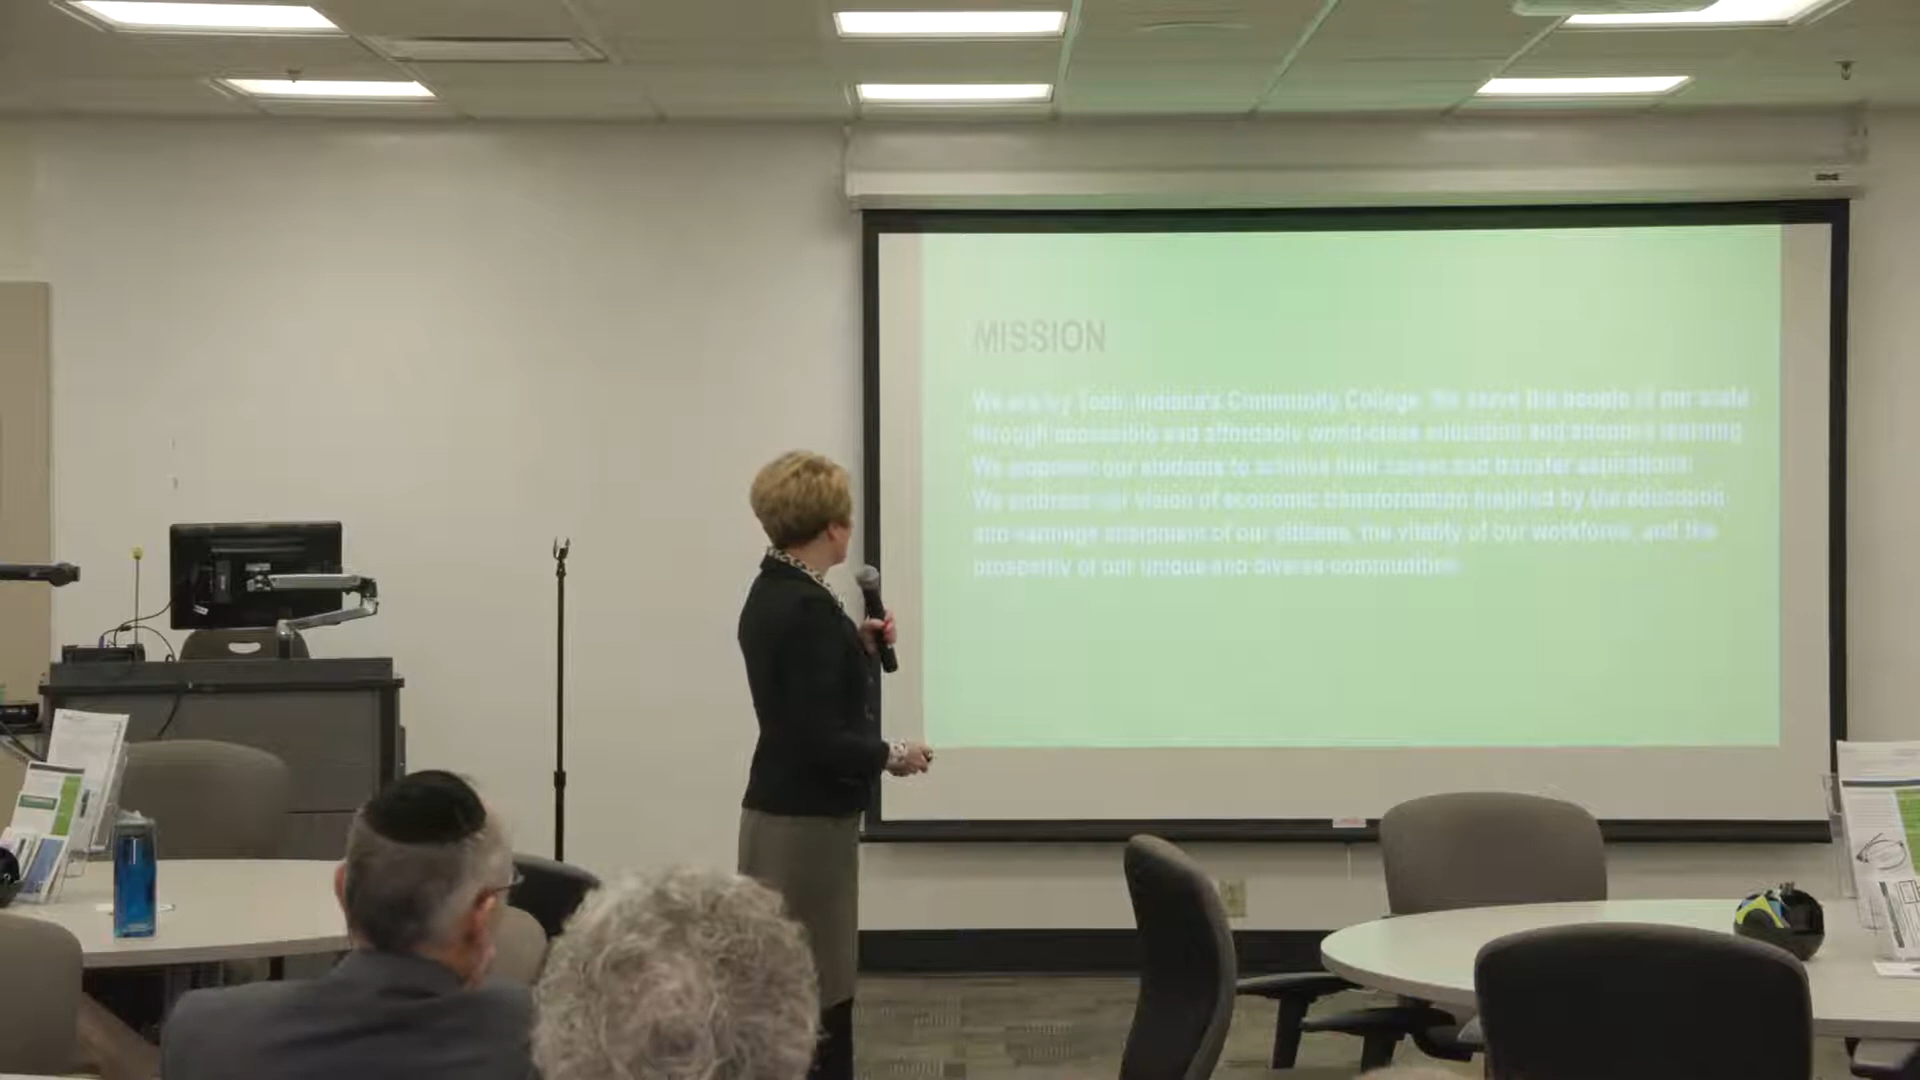 MISSION
We are Ivy Tech, Indiana's Community College. We serve the people of our state
through accessible and affordable world-class education and adaptive learning.
We empower our students to achieve their career and transfer aspirations.
We embrace our vision of economic transformation inspired by the education
and earnings attainment of our citizens, the vitality of our workforce, and the
prosperity of our unique and diverse communities.